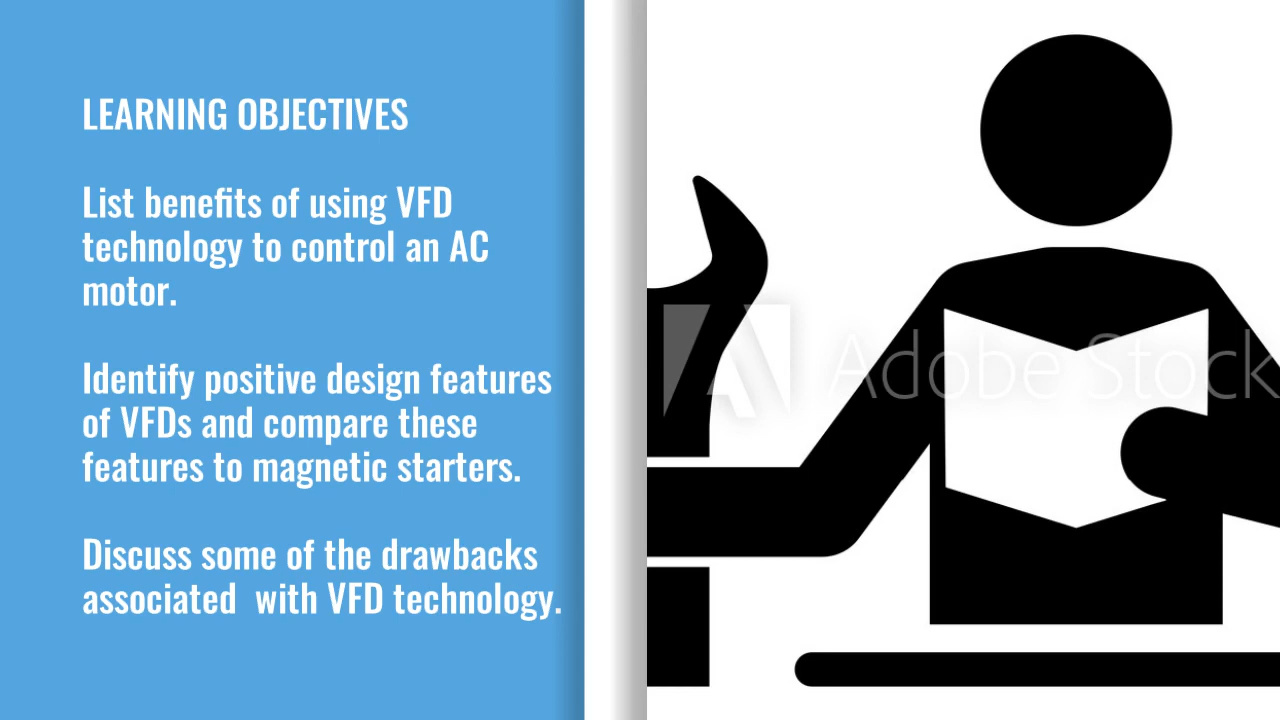 LEARNING OBJECTIVES
List benefits of using VFD
technology to control an AC
motor.
Identify positive design features
of VFDs and compare these
features to magnetic starters.
Discuss some of the drawbacks
associated  with VFD technology.
Adobe Stock